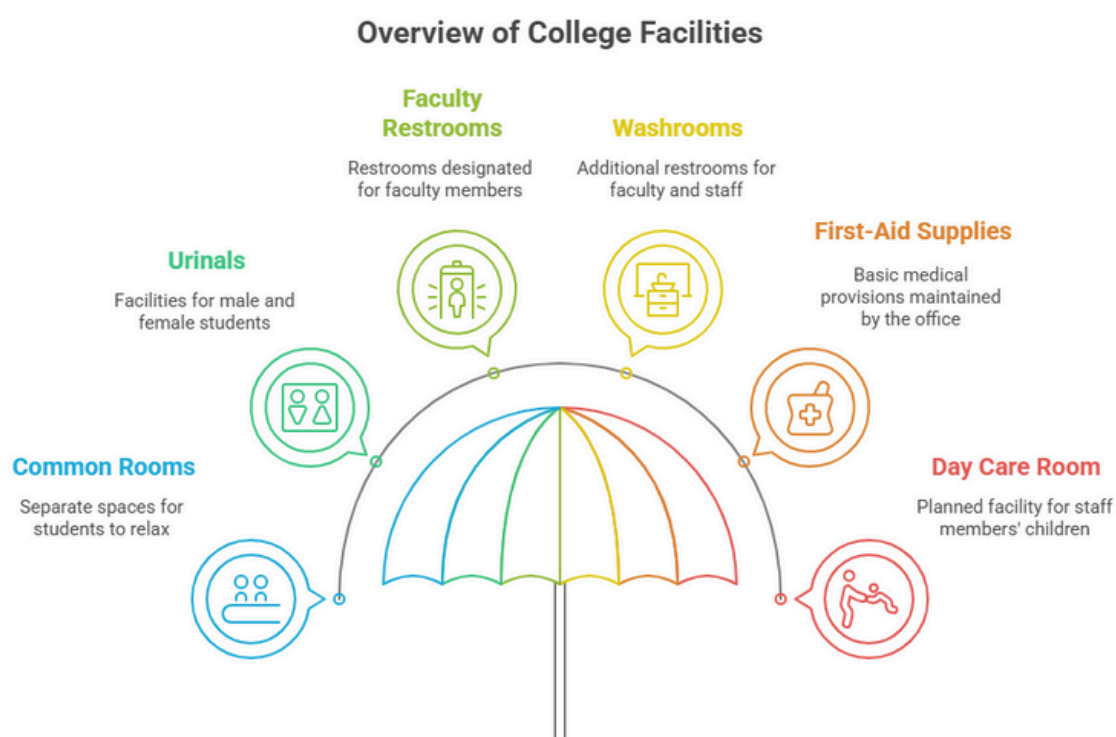 Overview of College Facilities
Faculty
Restrooms
Restrooms designated
for faculty members
Washrooms
Additional restrooms for
faculty and staff
Urinals
Facilities for male and
female students
First-Aid Supplies
Basic medical
provisions maintained
by the office
Common Rooms
Separate spaces for
students to relax
Day Care Room
Planned facility for staff
members' children